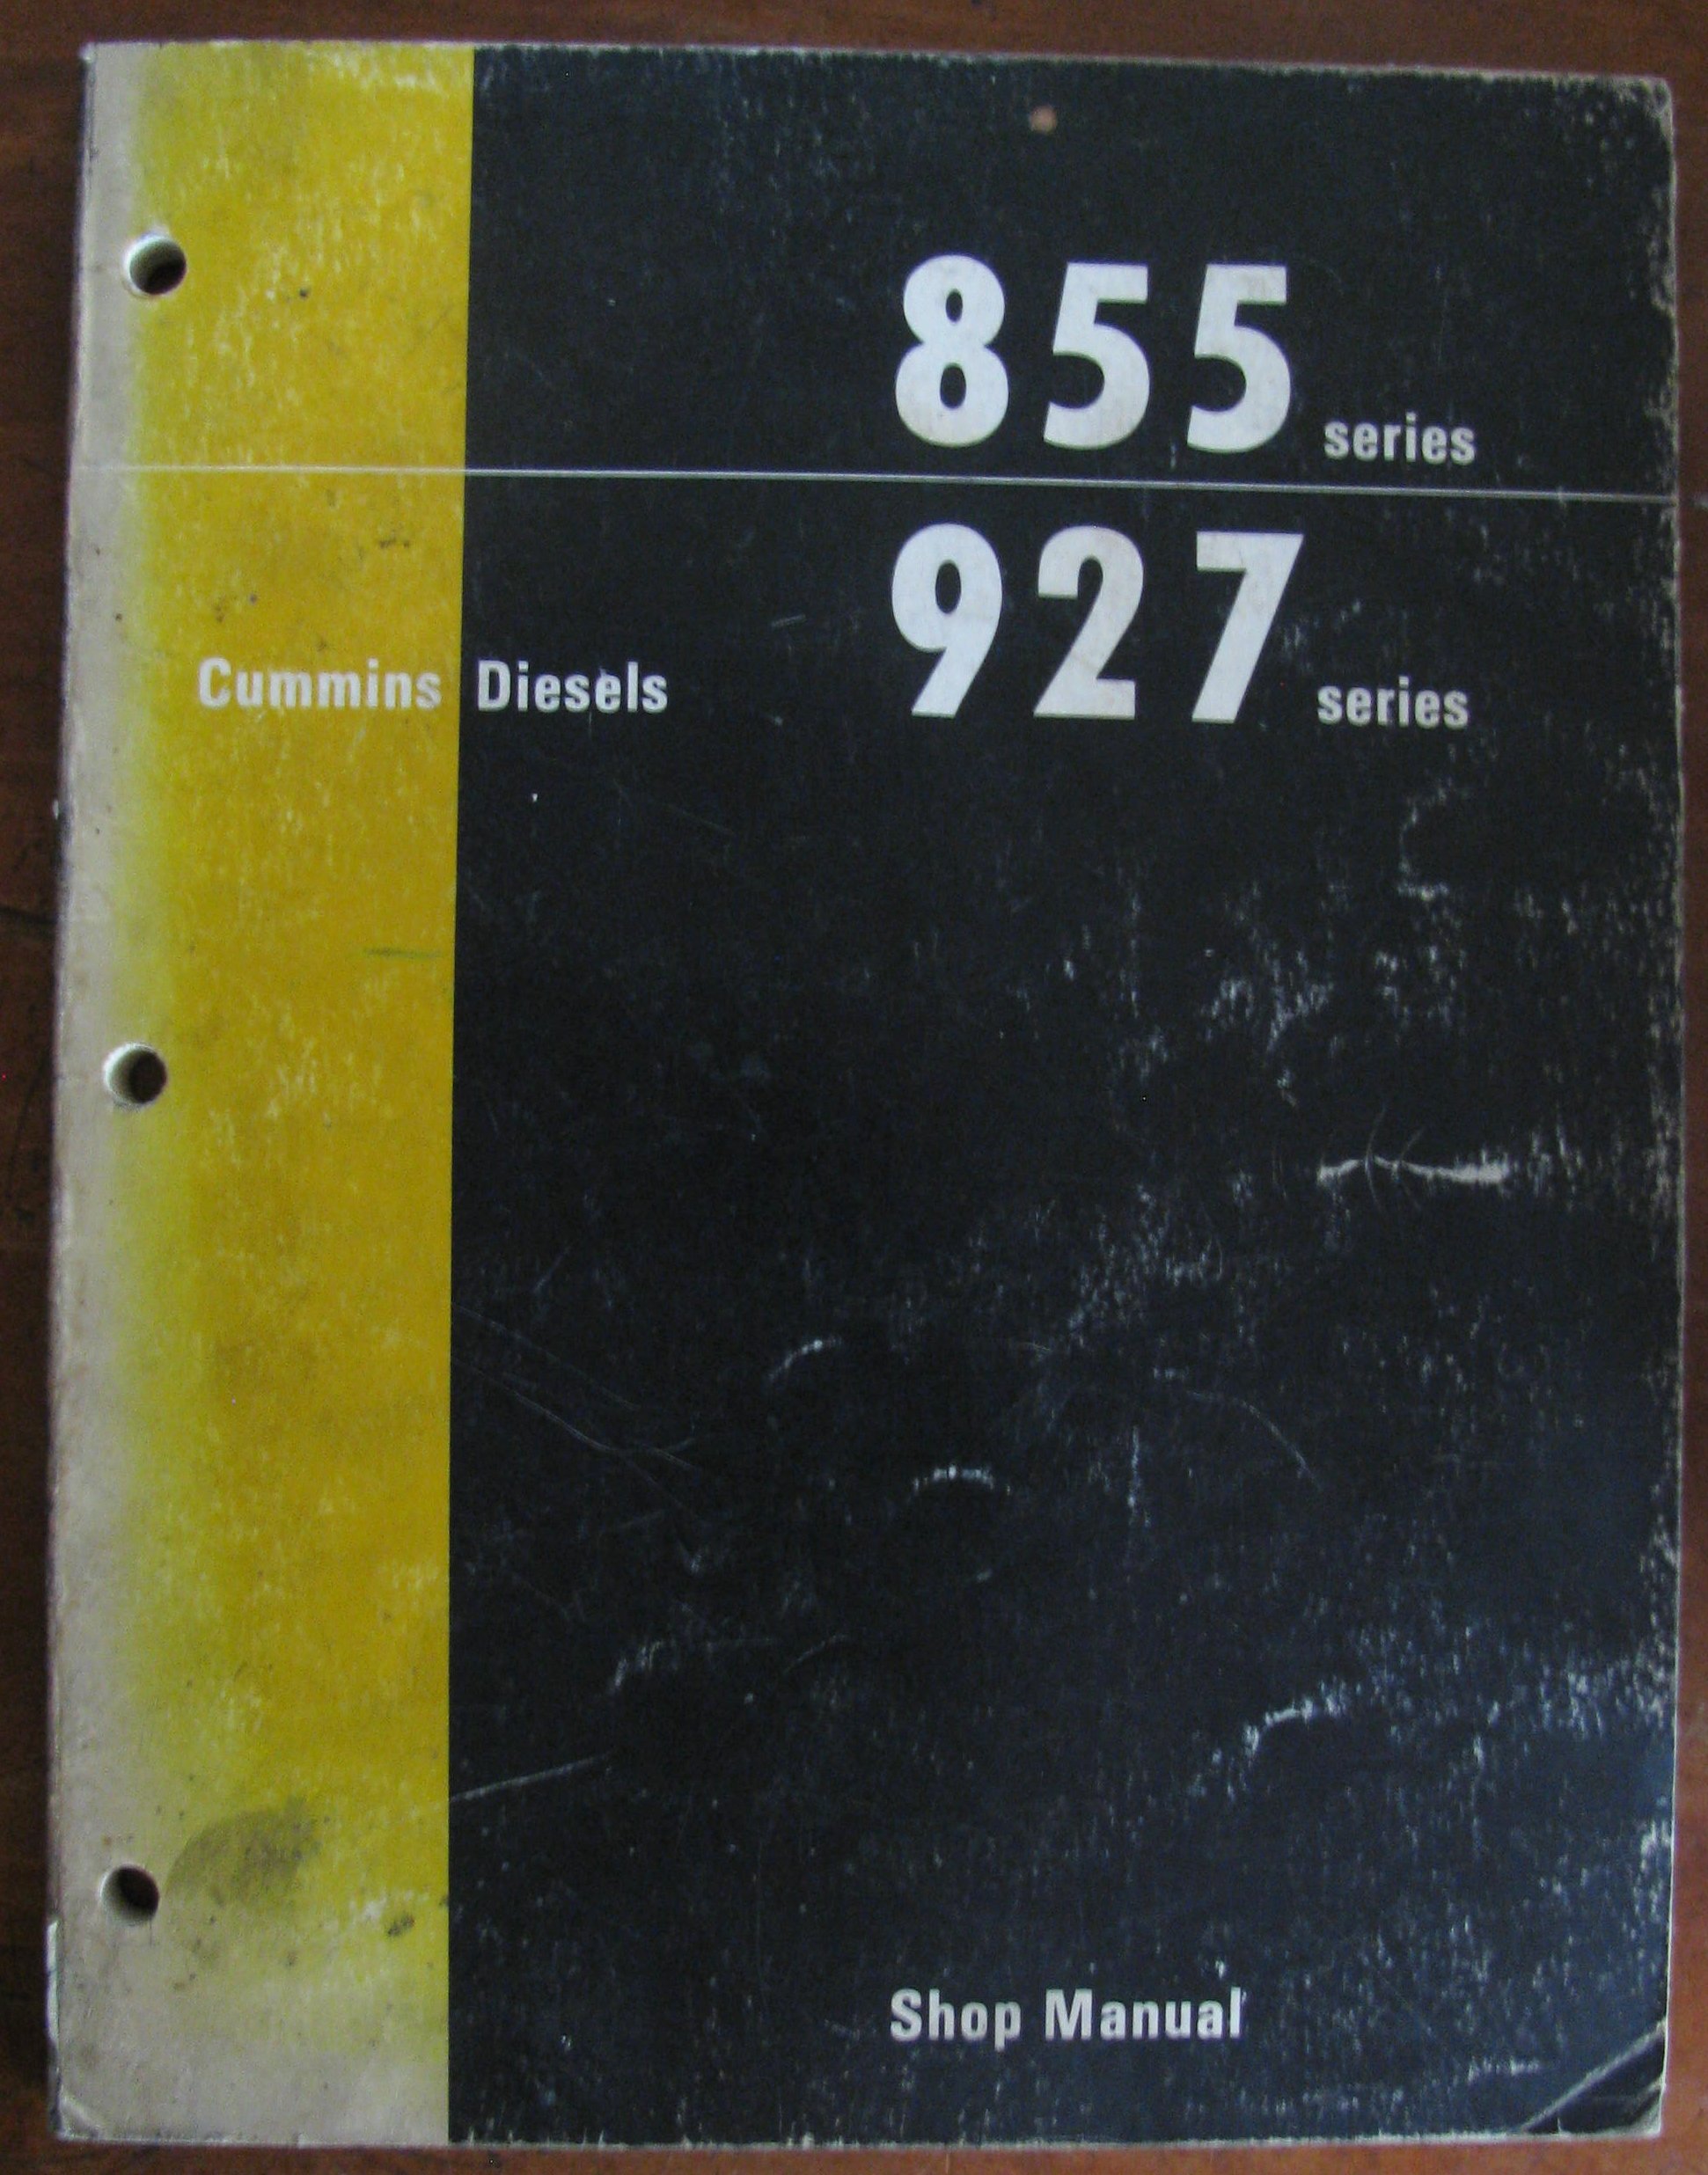 855 series
927 series
Cummins Diesels
Shop Manual